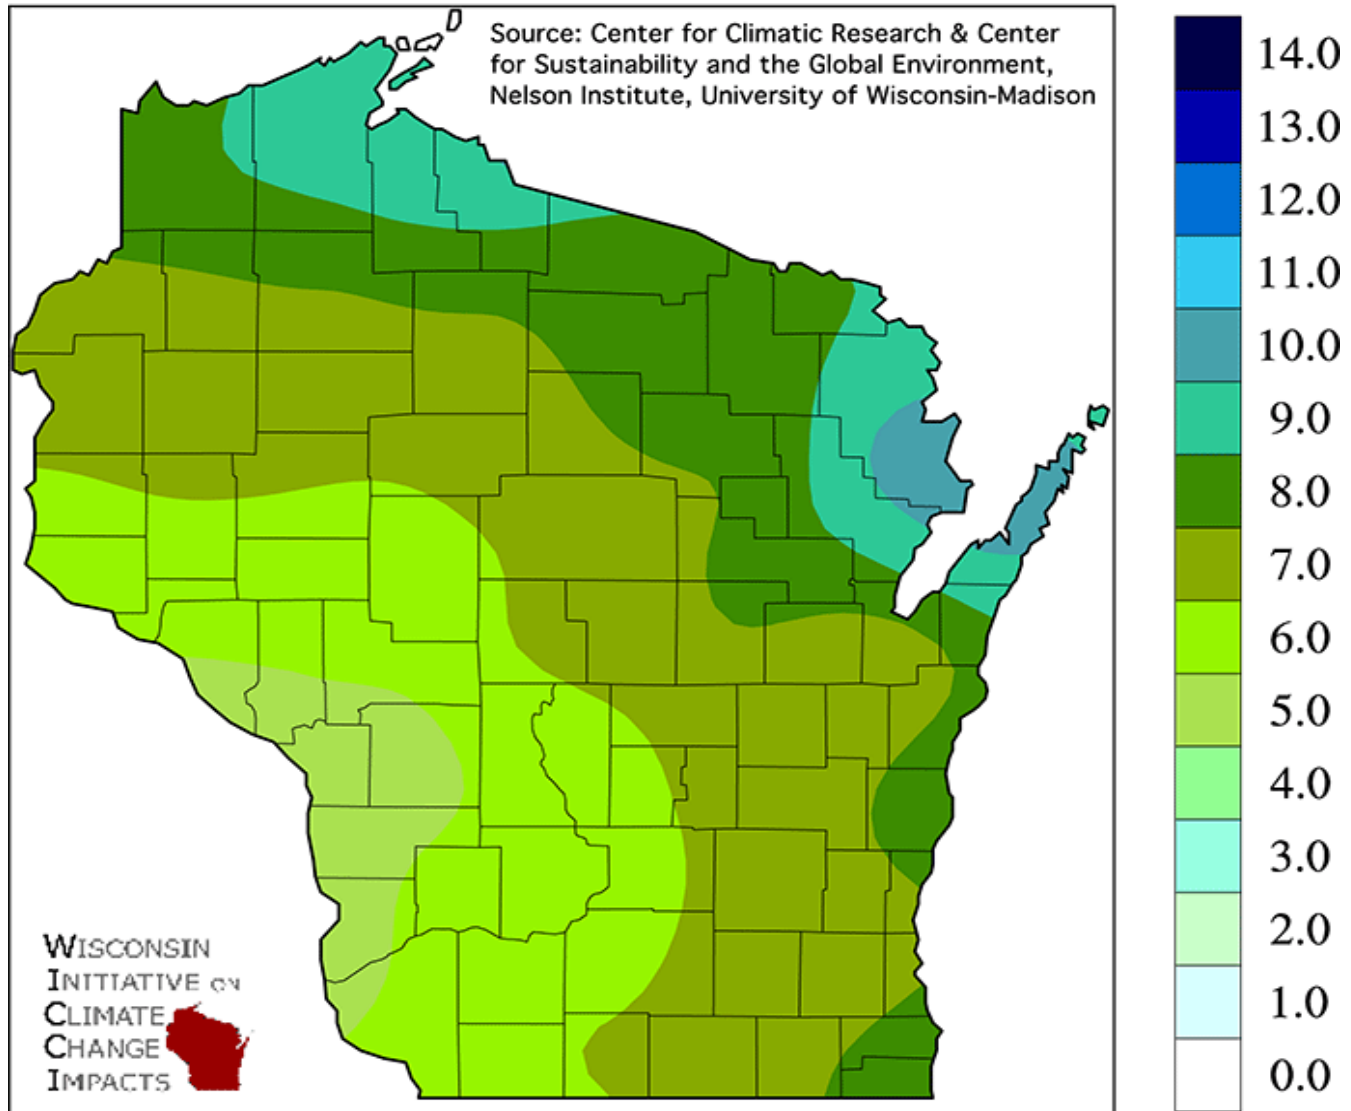 Source: Center for Climatic Research & Center
for Sustainability and the Global Environment,
Nelson Institute, University of Wisconsin-Madison
14.0
13.0
12.0
11.0
10.0
9.0
8.0
7.0
6.0
5.0
4.0
3.0
2.0
1.0
0.0
WISCONSIN
INITIATIVE ON
CLIMATE
CHANGE
IMPACTS